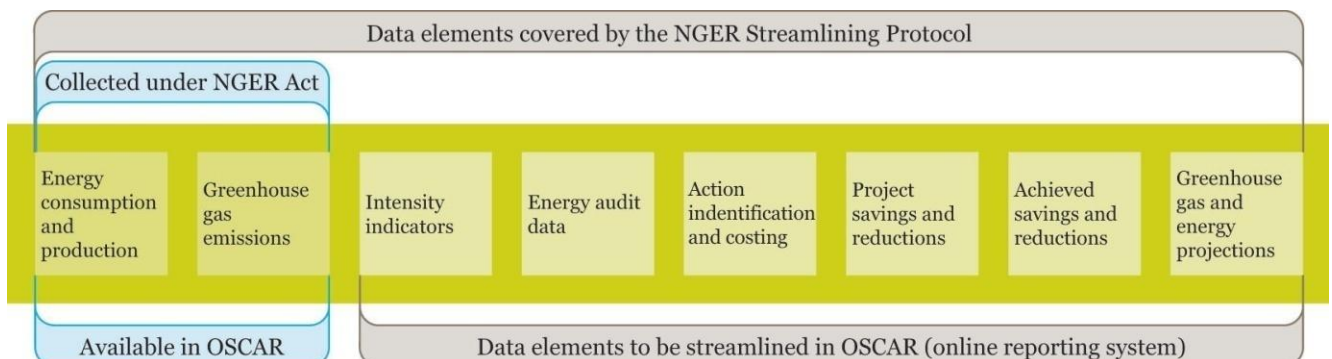 Data elements covered by the NGER Streamlining Protocol
Collected under NGER Act
Energy
consumption
and
production
Greenhouse
gas
emissions
Intensity
indicators
Energy audit
data
Action
indentification
and costing
Project
savings and
reductions
Achieved
savings and
reductions
Greenhouse
gas and
energy
projections
Available in OSCAR
Data elements to be streamlined in OSCAR (online reporting system)